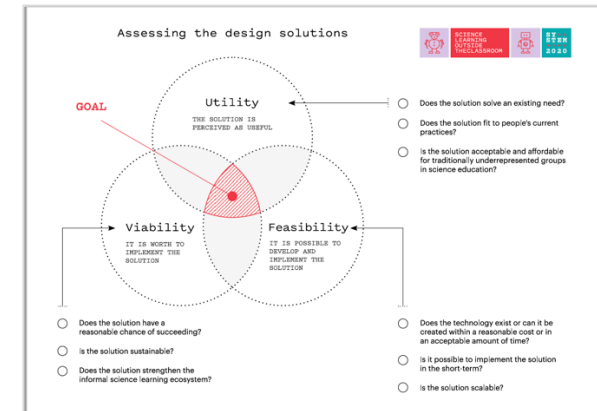 Assessing the design solutions
SCIENCE
LEARNING
OUTSIDE
THECLASSROOM
SY
STEM
2020
GOAL
Utility
THE SOLUTION IS
PERCEIVED AS USEFUL
Does the solution solve an existing need?
Does the solution fit to people's current
practices?
Is the solution acceptable and affordable
for traditionally underrepresented groups
in science education?
Viability
IT IS WORTH TO
IMPLEMENT THE
SOLUTION
Feasibility
IT IS POSSIBLE TO
DEVELOP AND
IMPLEMENT THE
SOLUTION
Does the solution have a
reasonable chance of succeeding?
Is the solution sustainable?
Does the solution strengthen the
informal science learning ecosystem?
Does the technology exist or can it be
created within a reasonable cost or in
an acceptable amount of time?
Is it possible to implement the solution
in the short-term?
Is the solution scalable?